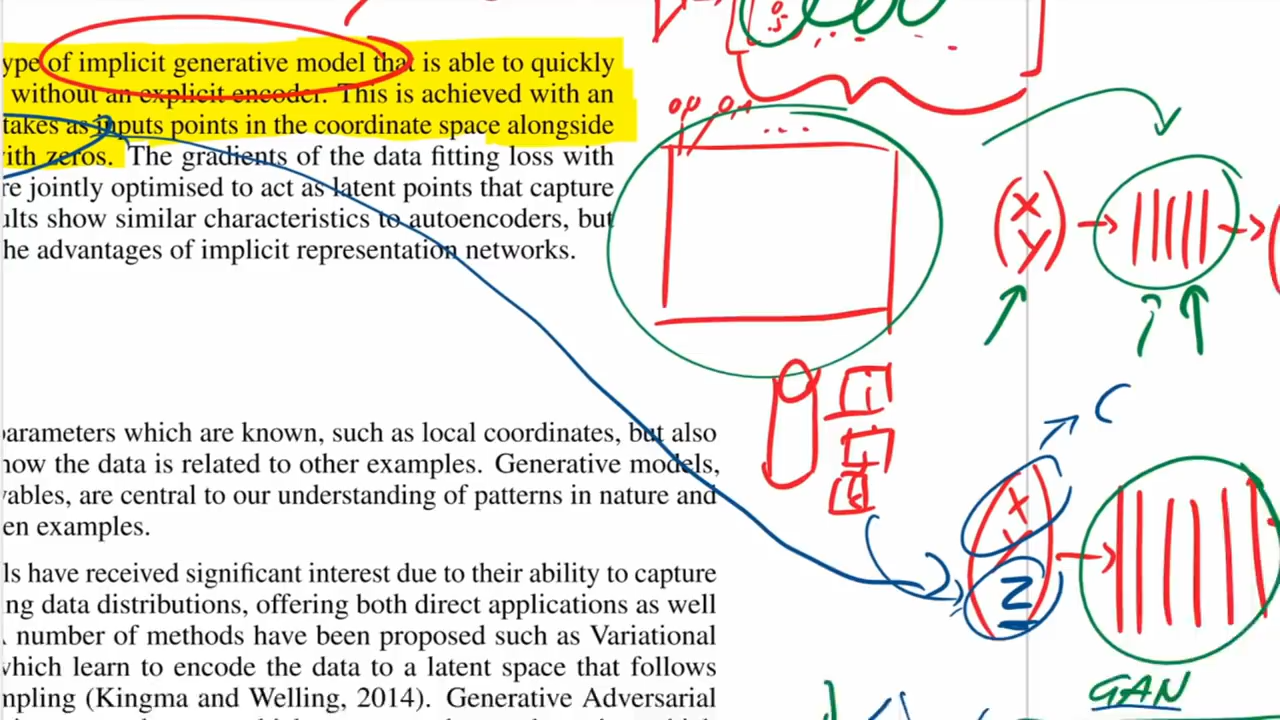 ype of implicit generative model that is able to quickly
without an explicit encoder. This is achieved with an
takes as inputs points in the coordinate space alongside
ith zeros. The gradients of the data fitting loss with
re jointly optimised to act as latent points that capture
ults show similar characteristics to autoencoders, but
he advantages of implicit representation networks.
0,0 0,1
...
x
y
parameters which are known, such as local coordinates, but also
how the data is related to other examples. Generative models,
ables, are central to our understanding of patterns in nature and
en examples.
x
y
z
ls have received significant interest due to their ability to capture
ng data distributions, offering both direct applications as well
number of methods have been proposed such as Variational
which learn to encode the data to a latent space that follows
mpling (Kingma and Welling, 2014). Generative Adversarial
GAN